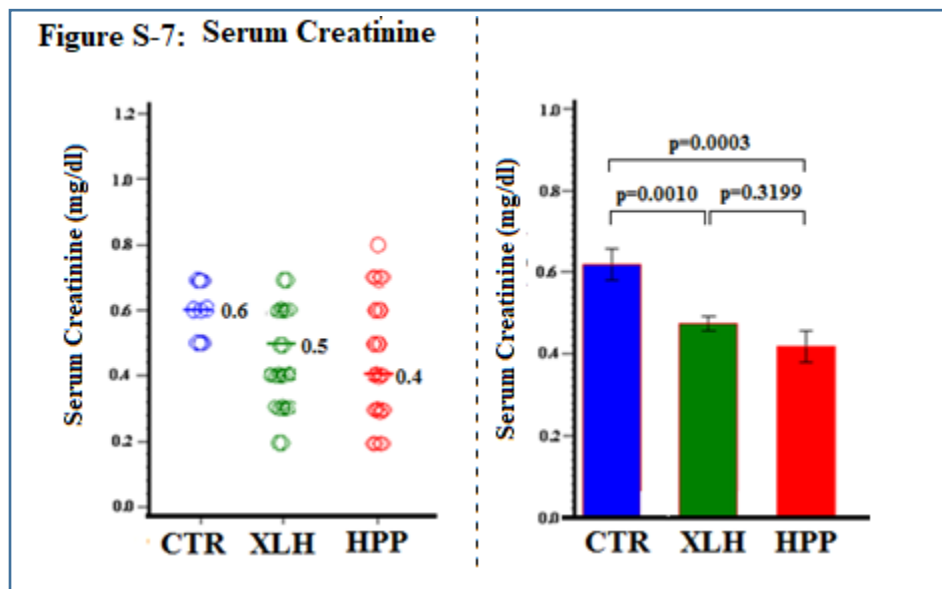 Figure S-7: Serum Creatinine
Serum Creatinine (mg/dl)
1.2
1.0
0.8
0.6
0.4
0.2
0.0
0.6
0.5
0.4
CTR XLH HPP
Serum Creatinine (mg/dl)
1.0
0.8
0.6
0.4
0.2
0.0
p=0.0003
p=0.0010 p=0.3199
CTR XLH HPP